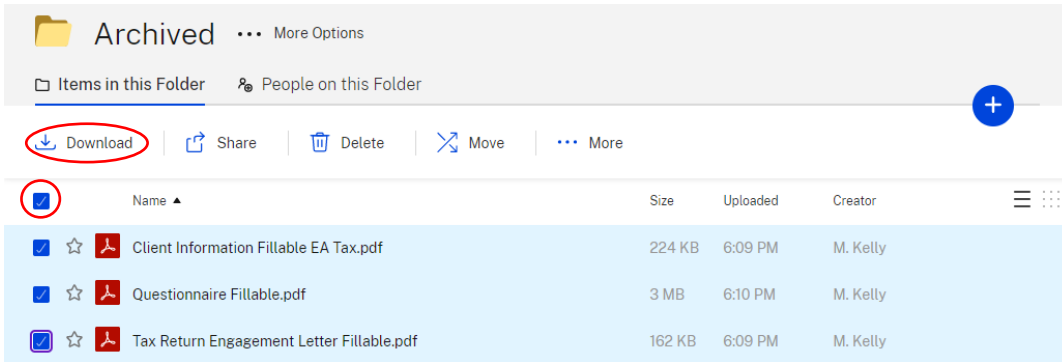 Archived ••• More Options
Items in this Folder People on this Folder
Download Share Delete Move ••• More
Name ▲ Size Uploaded Creator
Client Information Fillable EA Tax.pdf 224 KB 6:09 PM M. Kelly
Questionnaire Fillable.pdf 3 MB 6:10 PM M. Kelly
Tax Return Engagement Letter Fillable.pdf 162 KB 6:09 PM M. Kelly